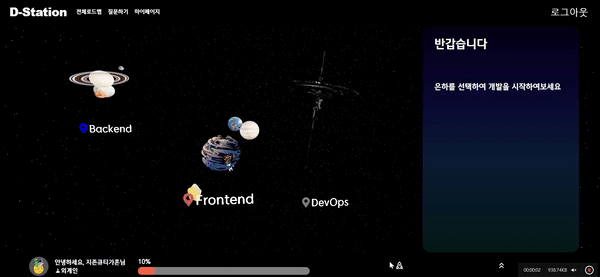 D-Station 전체로드맵 질문하기 마이페이지 로그아웃
반갑습니다
은하를 선택하여 개발을 시작하여보세요
Backend
Frontend
DevOps
안녕하세요, 지존큐티가흔님
외계인
10%
00:00:02 938.74KB